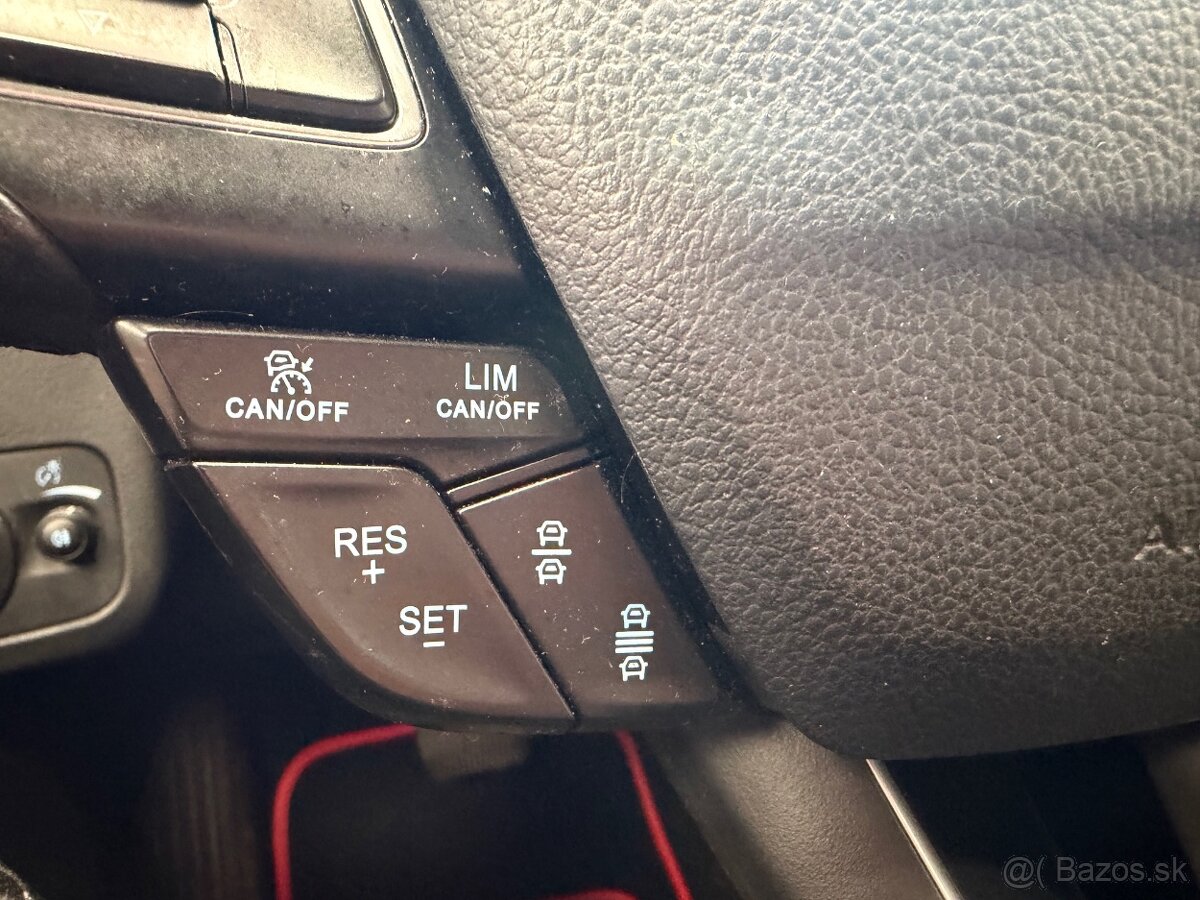 CAN/OFF
LIM
CAN/OFF
RES
+
SET
−
@( Bazos.sk